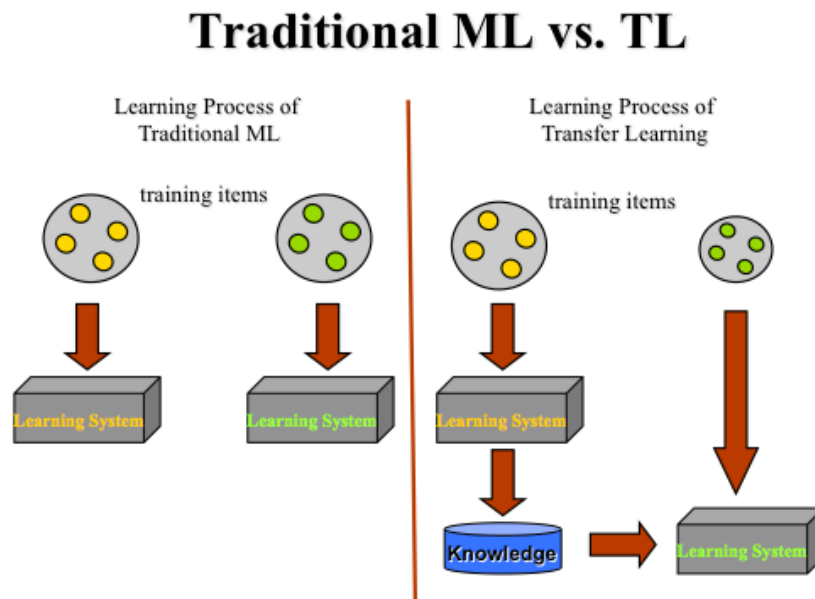 Traditional ML vs. TL
Learning Process of
Traditional ML
training items
Learning System
Learning System
Learning Process of
Transfer Learning
training items
Learning System
Knowledge
Learning System